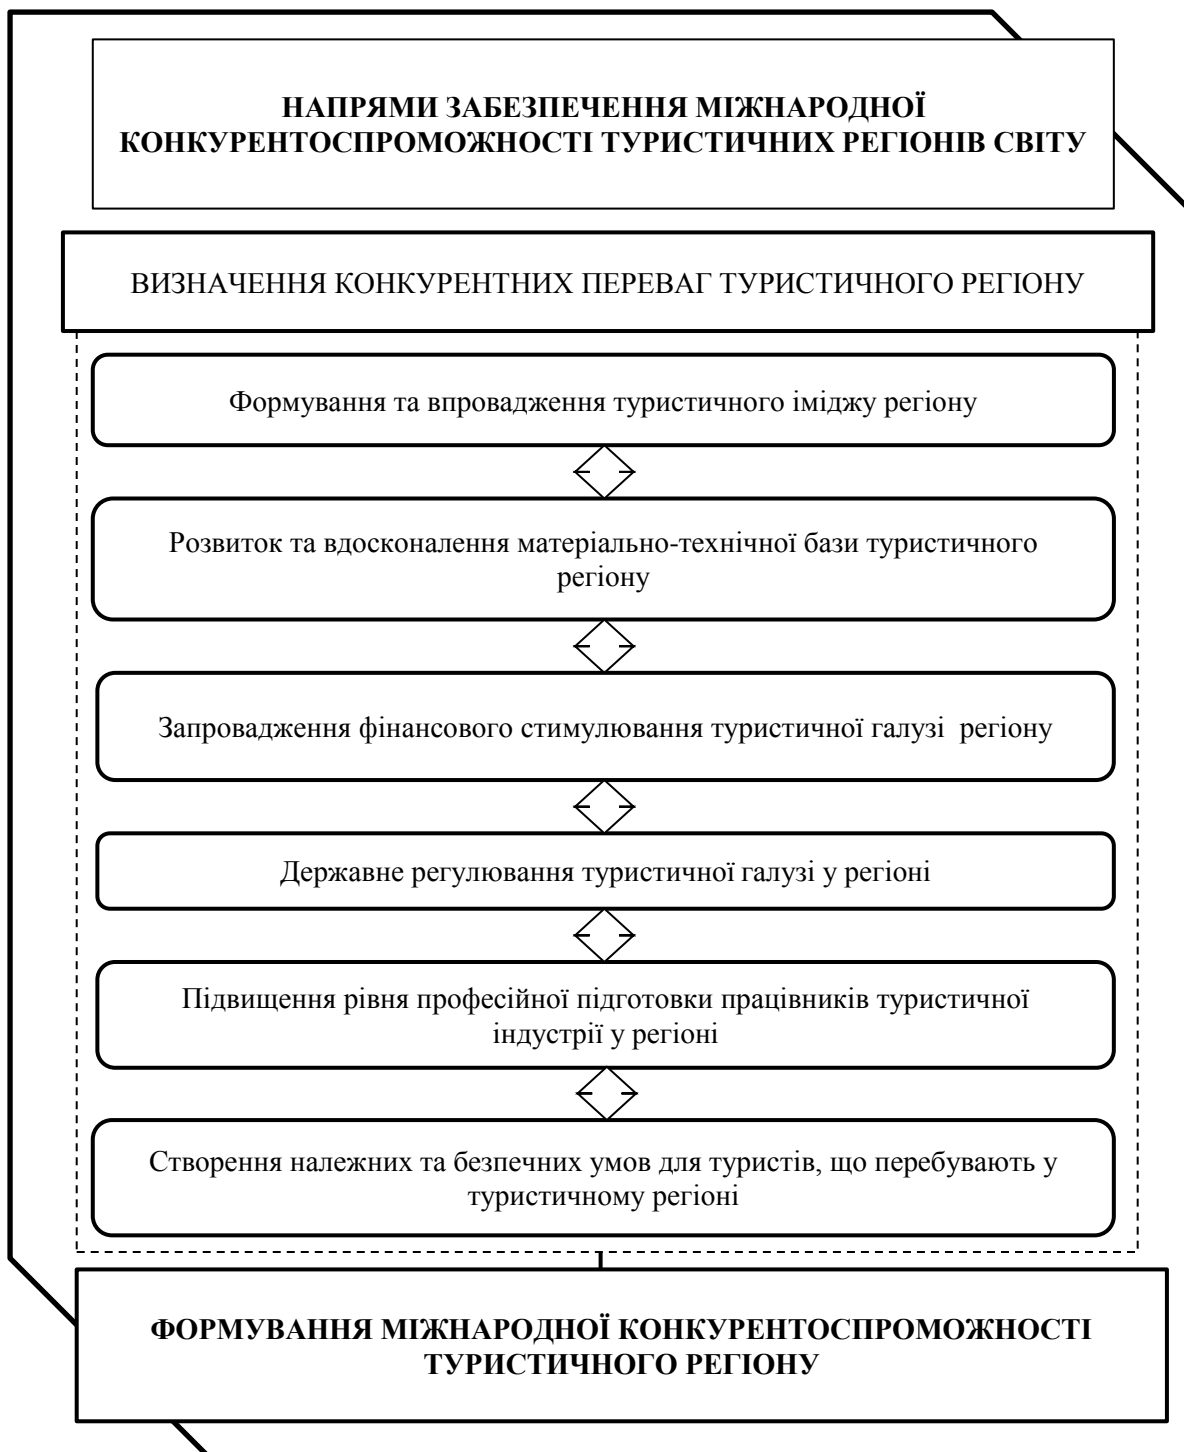 НАПРЯМИ ЗАБЕЗПЕЧЕННЯ МІЖНАРОДНОЇ
КОНКУРЕНТОСПРОМОЖНОСТІ ТУРИСТИЧНИХ РЕГІОНІВ СВІТУ
ВИЗНАЧЕННЯ КОНКУРЕНТНИХ ПЕРЕВАГ ТУРИСТИЧНОГО РЕГІОНУ
Формування та впровадження туристичного іміджу регіону
Розвиток та вдосконалення матеріально-технічної бази туристичного
регіону
Запровадження фінансового стимулювання туристичної галузі регіону
Державне регулювання туристичної галузі у регіоні
Підвищення рівня професійної підготовки працівників туристичної
індустрії у регіоні
Створення належних та безпечних умов для туристів, що перебувають у
туристичному регіоні
ФОРМУВАННЯ МІЖНАРОДНОЇ КОНКУРЕНТОСПРОМОЖНОСТІ
ТУРИСТИЧНОГО РЕГІОНУ